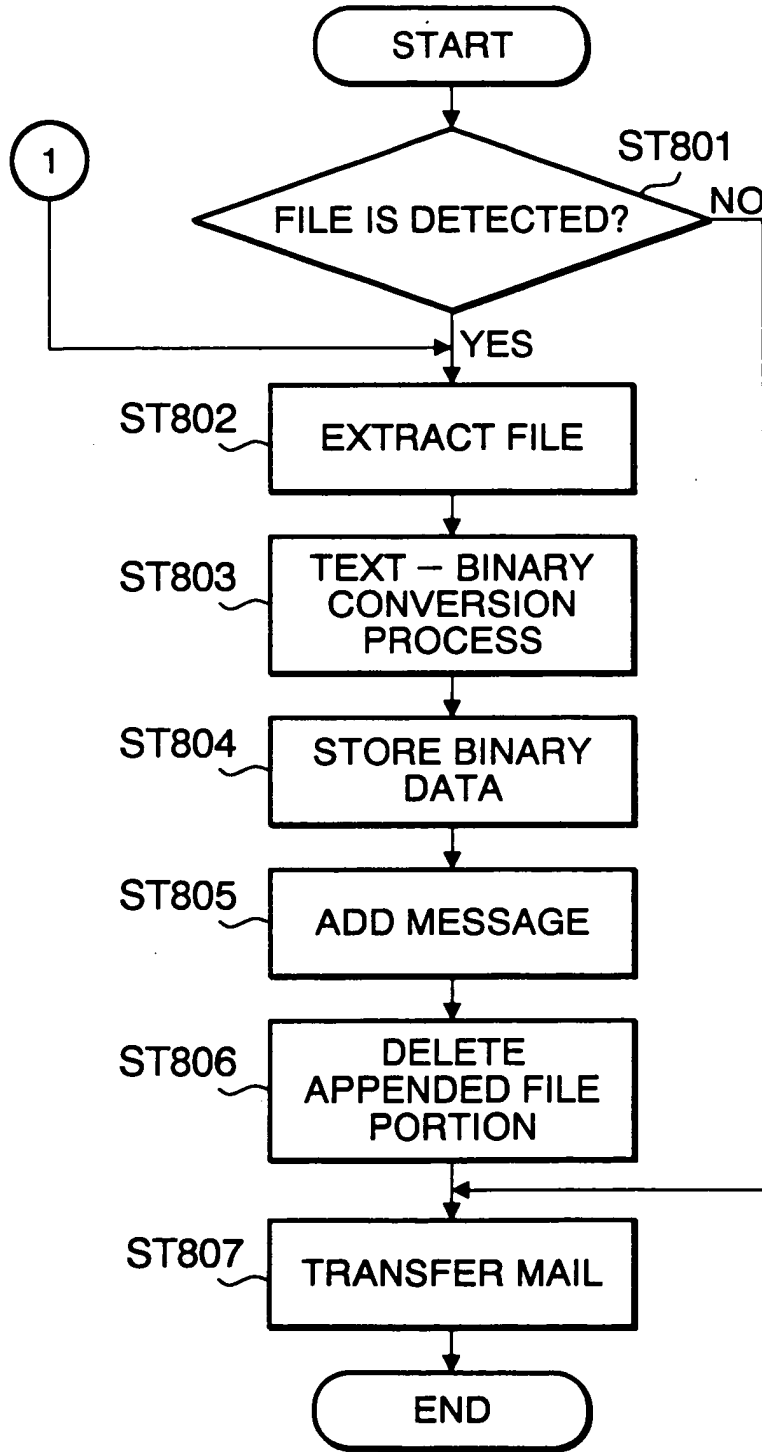 START
1
ST801
NO
FILE IS DETECTED?
YES
ST802
EXTRACT FILE
ST803
TEXT – BINARY
CONVERSION
PROCESS
ST804
STORE BINARY
DATA
ST805
ADD MESSAGE
ST806
DELETE
APPENDED FILE
PORTION
ST807
TRANSFER MAIL
END